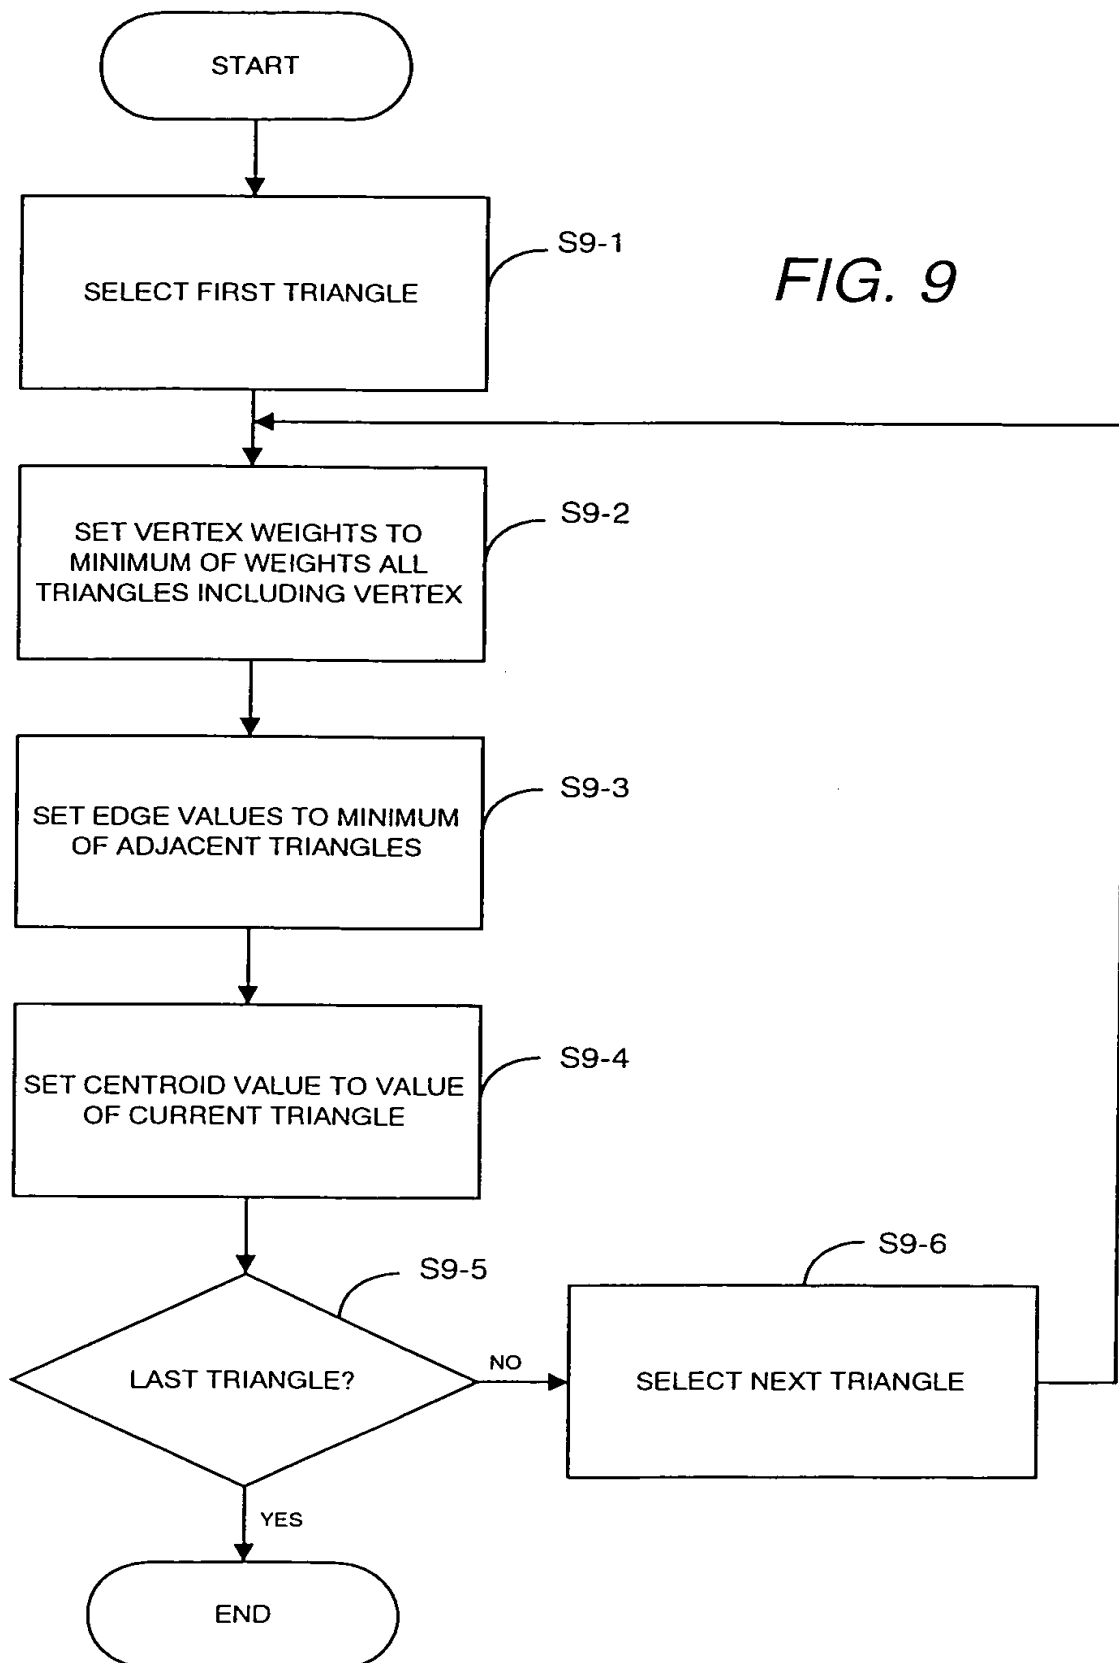 START
S9-1
FIG. 9
SELECT FIRST TRIANGLE
S9-2
SET VERTEX WEIGHTS TO
MINIMUM OF WEIGHTS ALL
TRIANGLES INCLUDING VERTEX
S9-3
SET EDGE VALUES TO MINIMUM
OF ADJACENT TRIANGLES
S9-4
SET CENTROID VALUE TO VALUE
OF CURRENT TRIANGLE
S9-5
S9-6
LAST TRIANGLE?
NO
SELECT NEXT TRIANGLE
YES
END